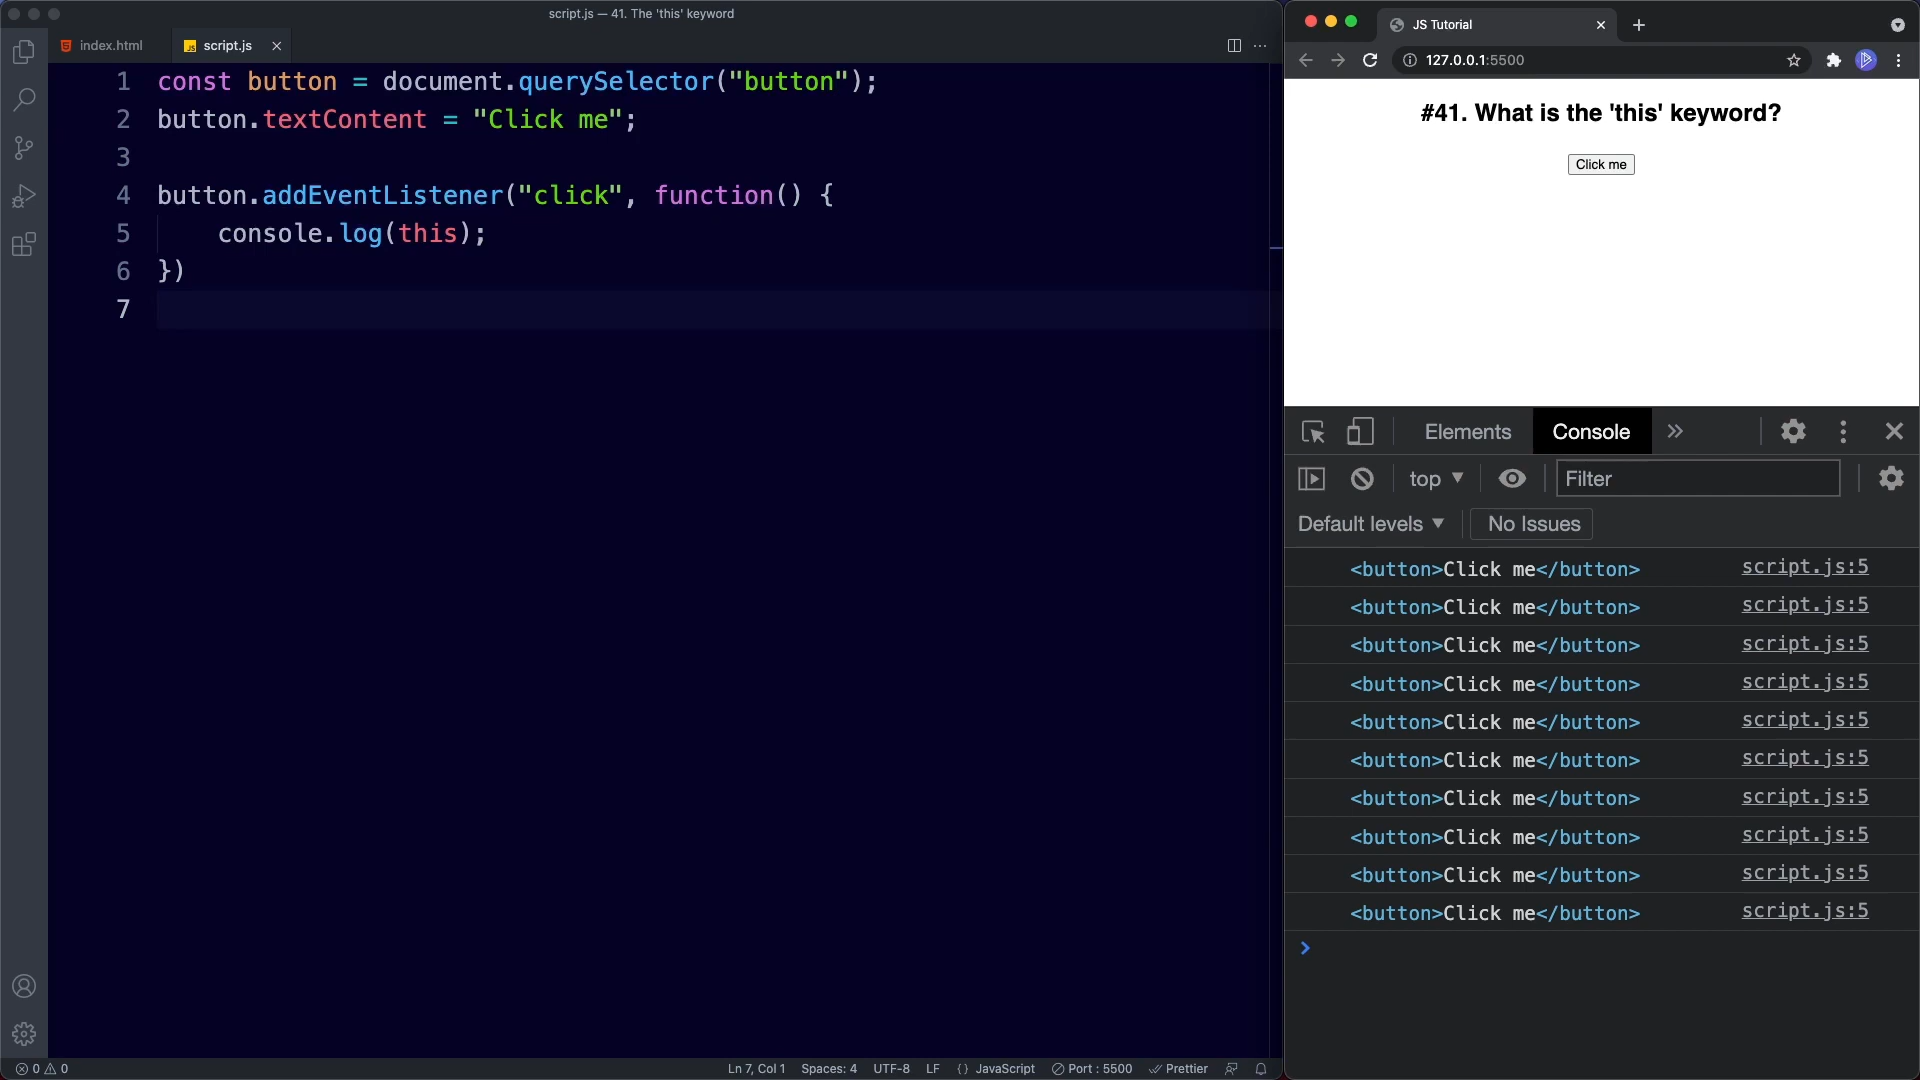 script.js — 41. The 'this' keyword
index.html
script.js
1 const button = document.querySelector("button");
2 button.textContent = "Click me";
3
4 button.addEventListener("click", function() {
5 console.log(this);
6 })
7
0 0
Ln 7, Col 1 Spaces: 4 UTF-8 LF {} JavaScript Port : 5500 Prettier
JS Tutorial
127.0.0.1:5500
#41. What is the 'this' keyword?
Click me
Elements Console
top Filter
Default levels No Issues
<button>Click me</button> script.js:5
<button>Click me</button> script.js:5
<button>Click me</button> script.js:5
<button>Click me</button> script.js:5
<button>Click me</button> script.js:5
<button>Click me</button> script.js:5
<button>Click me</button> script.js:5
<button>Click me</button> script.js:5
<button>Click me</button> script.js:5
<button>Click me</button> script.js:5